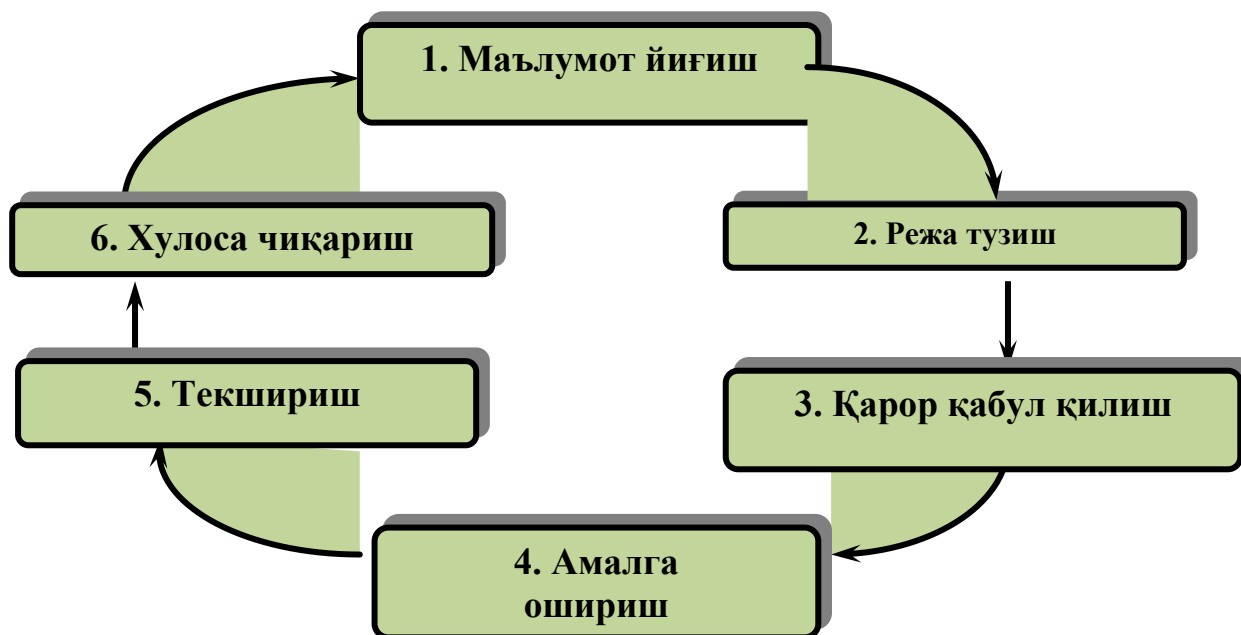 1. Маълумот йиғиш
2. Режа тузиш
3. Қарор қабул қилиш
4. Амалга
ошириш
5. Текшириш
6. Хулоса чиқариш